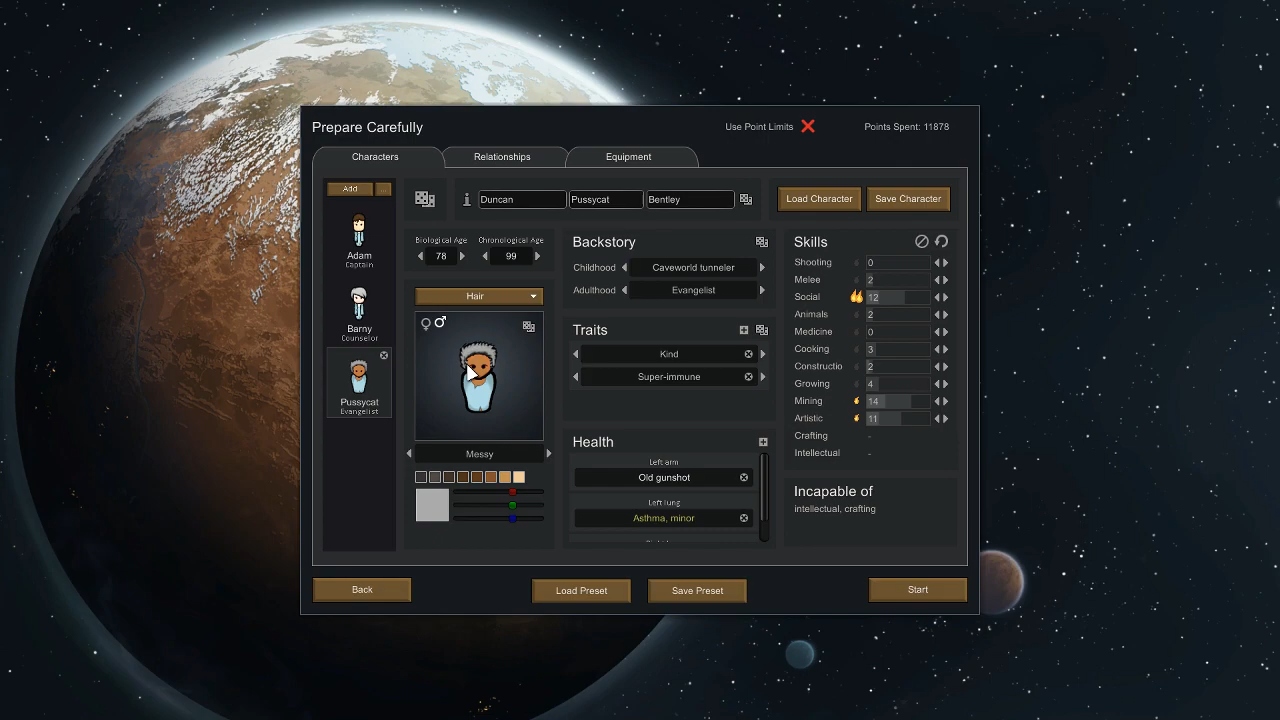 Prepare Carefully
Use Point Limits
Points Spent: 11878
Characters
Relationships
Equipment
Add
...
Adam
Captain
Barny
Counselor
Pussycat
Evangelist
Duncan
Pussycat
Bentley
Load Character
Save Character
Biological Age
78
Chronological Age
99
Hair
Messy
Backstory
Childhood
Caveworld tunneler
Adulthood
Evangelist
Traits
Kind
Super-immune
Health
Left arm
Old gunshot
Left lung
Asthma, minor
Skills
Shooting 0
Melee 2
Social 12
Animals 2
Medicine 0
Cooking 3
Constructio 2
Growing 4
Mining 14
Artistic 11
Crafting -
Intellectual -
Incapable of
intellectual, crafting
Back
Load Preset
Save Preset
Start